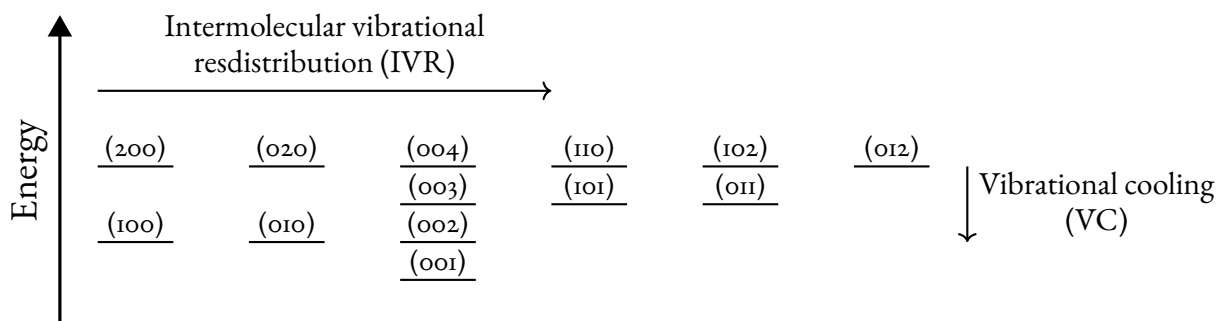 Intermolecular vibrational
resdistribution (IVR)
Energy
(200) (020) (004) (110) (102) (012)
(003) (101) (011)
Vibrational cooling
(VC)
(100) (010) (002)
(001)